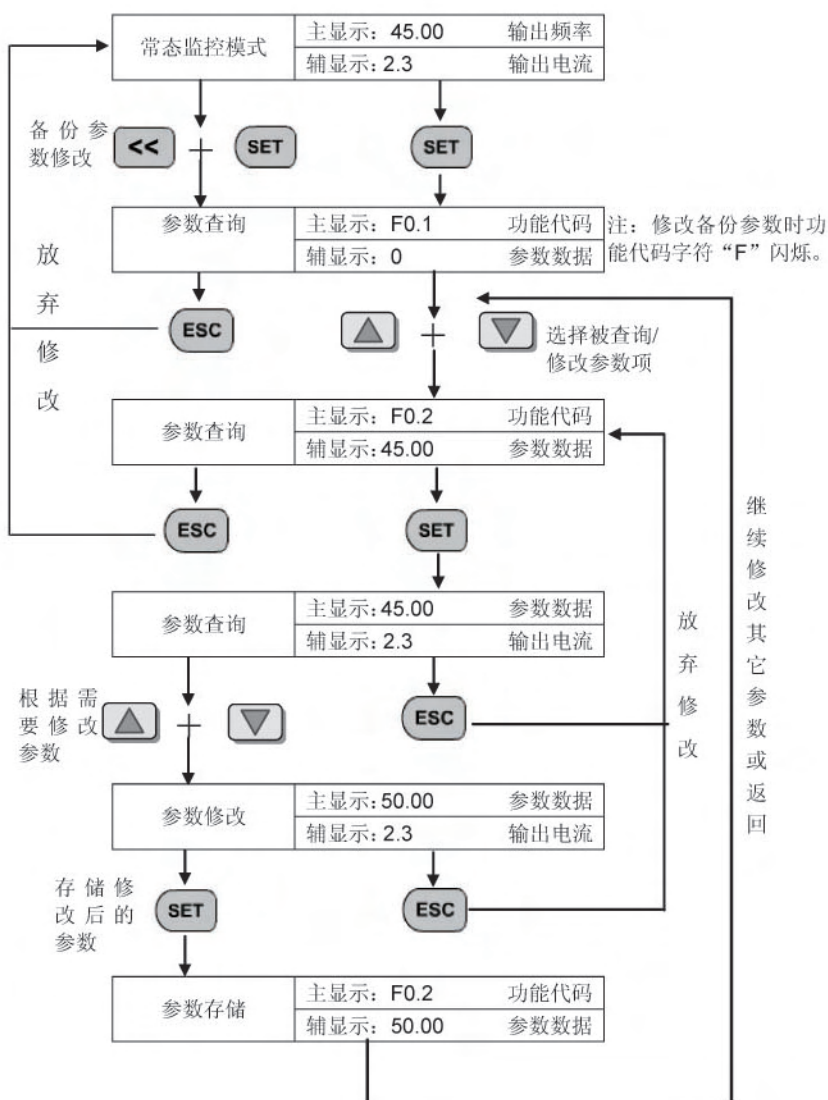 常态监控模式
主显示：45.00 输出频率
辅显示：2.3 输出电流
备份参
数修改
<< + SET
SET
参数查询
主显示：F0.1 功能代码
辅显示：0 参数数据
注：修改备份参数时功
能代码字符“F”闪烁。
放弃修改
ESC
+
选择被查询/
修改参数项
参数查询
主显示：F0.2 功能代码
辅显示：45.00 参数数据
ESC
SET
参数查询
主显示：45.00 参数数据
辅显示：2.3 输出电流
继续修改其它参数或返回
放弃修改
根据需
要修改
参数
+
ESC
参数修改
主显示：50.00 参数数据
辅显示：2.3 输出电流
存储修
改后的
参数
SET
ESC
参数存储
主显示：F0.2 功能代码
辅显示：50.00 参数数据